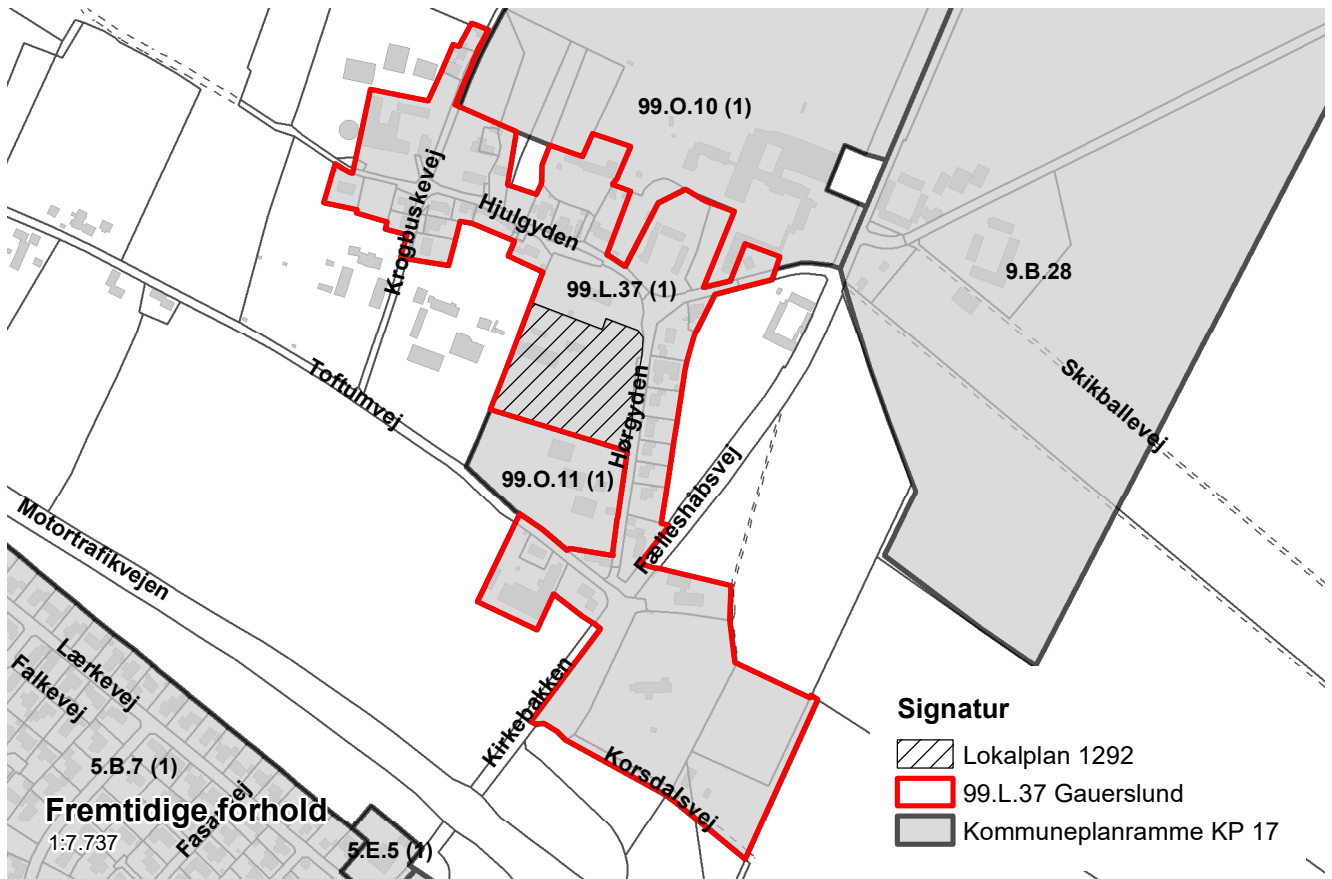 99.O.10 (1)
Krogbuskevej
Hjulgyden
9.B.28
99.L.37 (1)
Toftumvej
Hørgyden
Skikballevej
99.O.11 (1)
Fælleshåbsvej
Motortrafikvejen
Lærkevej
Falkevej
Kirkebakken
Korsdalsvej
5.B.7 (1)
Fasanvej
5.E.5 (1)
Fremtidige forhold
1:7.737
Signatur
Lokalplan 1292
99.L.37 Gauerslund
Kommuneplanramme KP 17